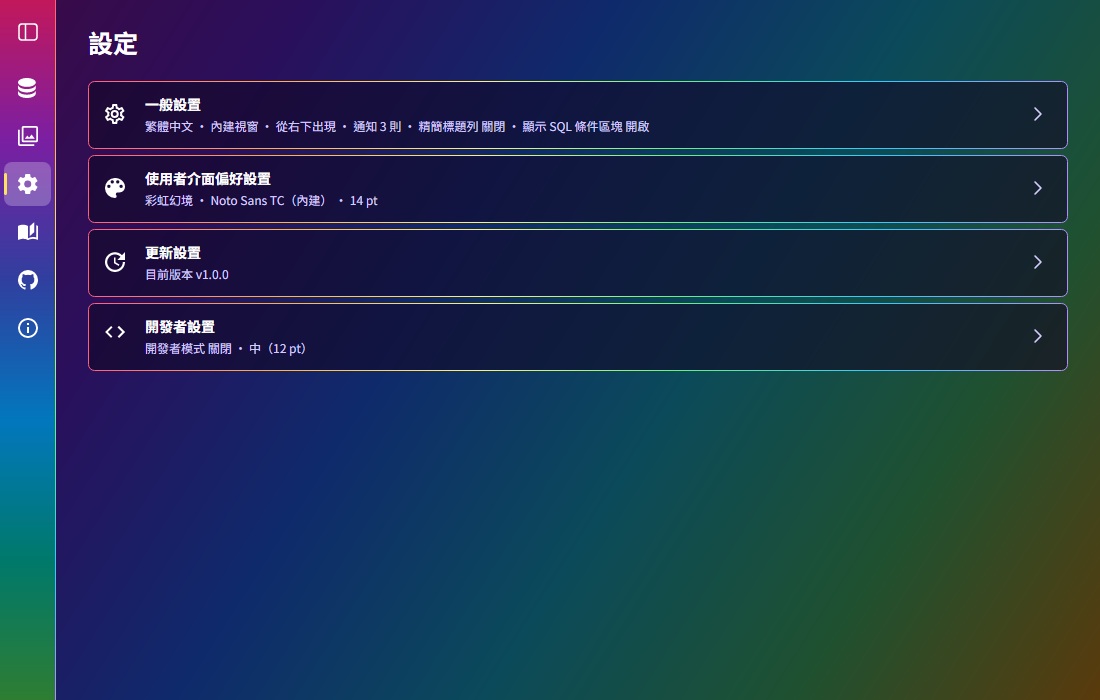 設定
一般設置
繁體中文 • 內建視窗 • 從右下出現 • 通知 3 則 • 精簡標題列 關閉 • 顯示 SQL 條件區塊 開啟
使用者介面偏好設置
彩虹幻境 • Noto Sans TC（內建） • 14 pt
更新設置
目前版本 v1.0.0
開發者設置
開發者模式 關閉 • 中（12 pt）